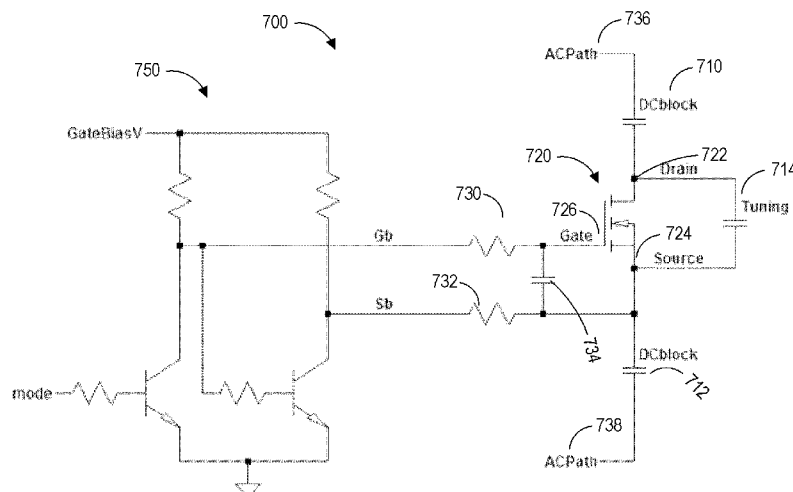 700
736
ACPath
710
750
DCblock
GateBiasV
720
722
Drain
714
730
726
Tuning
Gb
Gate
724
732
Source
Sb
734
DCblock
712
mode
738
ACPath